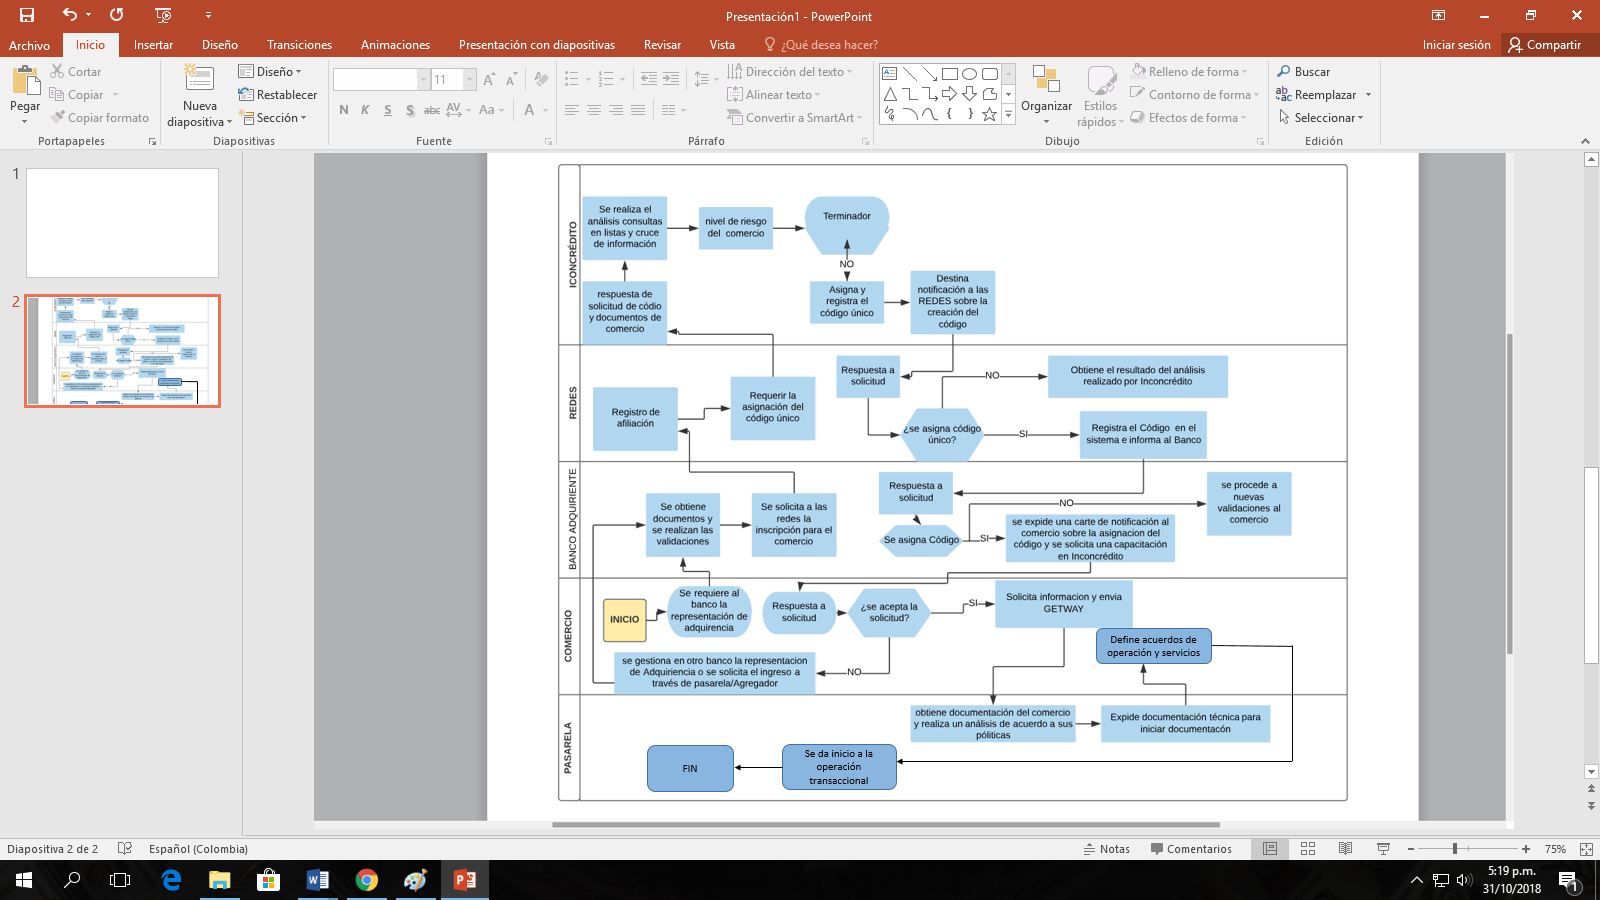 Presentación1 - PowerPoint
Archivo
Inicio
Insertar
Diseño
Transiciones
Animaciones
Presentación con diapositivas
Revisar
Vista
¿Qué desea hacer?
Iniciar sesión
Compartir
Pegar
Cortar
Copiar
Copiar formato
Portapapeles
Nueva
diapositiva
Diseño
Restablecer
Sección
Diapositivas
11
N K S S abc AV Aa A
Fuente
Dirección del texto
Alinear texto
Convertir a SmartArt
Párrafo
Organizar
Estilos
rápidos
Relleno de forma
Contorno de forma
Efectos de forma
Dibujo
Buscar
Reemplazar
Seleccionar
Edición
1
2
ICONCRÉDITO
Se realiza el
análisis consultas
en listas y cruce
de información
nivel de riesgo
del comercio
Terminador
NO
respuesta de
solicitud de códio
y documentos de
comercio
Asigna y
registra el
código único
Destina
notificación a las
REDES sobre la
creación del
código
REDES
Registro de
afiliación
Requerir la
asignación del
código único
Respuesta a
solicitud
NO
Obtiene el resultado del análisis
realizado por Inconcrédito
¿se asigna código
único?
SI
Registra el Código en el
sistema e informa al Banco
BANCO ADQUIRIENTE
Se obtiene
documentos y
se realizan las
validaciones
Se solicita a las
redes la
inscripción para el
comercio
Respuesta a
solicitud
NO
se procede a
nuevas
validaciones al
comercio
Se asigna Código
SI
se expide una carte de notificación al
comercio sobre la asignacion del
código y se solicita una capacitación
en Inconcrédito
COMERCIO
INICIO
Se requiere al
banco la
representación de
adquirencia
Respuesta a
solicitud
¿se acepta la
solicitud?
SI
Solicita informacion y envia
GETWAY
Define acuerdos de
operación y servicios
se gestiona en otro banco la representacion
de Adquiriencia o se solicita el ingreso a
través de pasarela/Agregador
NO
PASARELA
obtiene documentación del comercio
y realiza un análisis de acuerdo a sus
póliticas
Expide documentación técnica para
iniciar documentacón
FIN
Se da inicio a la
operación
transaccional
Diapositiva 2 de 2
Español (Colombia)
Notas
Comentarios
75%
5:19 p.m.
31/10/2018
1